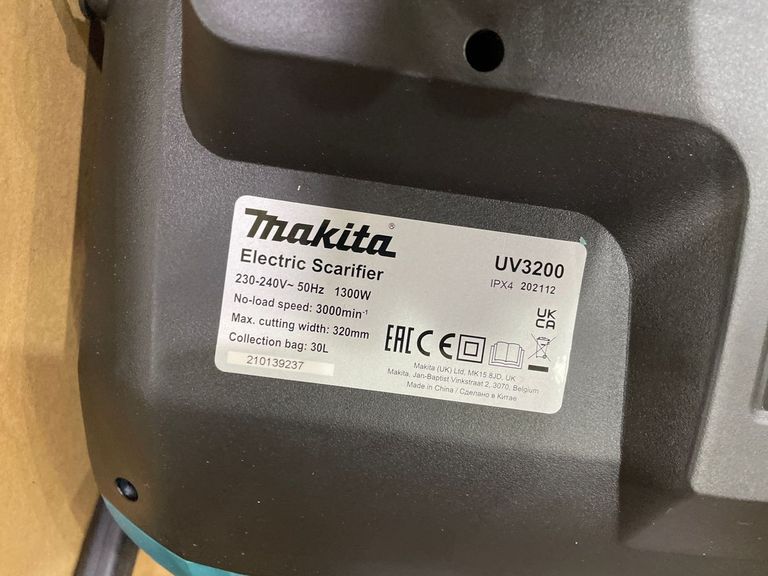 makita®
Electric Scarifier
UV3200
230-240V~ 50Hz 1300W
IPX4 202112
No-load speed: 3000min⁻¹
Max. cutting width: 320mm
Collection bag: 30L
210139237
UK
CA
EAC CE
Makita (UK) Ltd, MK15 8JD, UK
Makita, Jan-Baptist Vinkstraat 2, 3070, Belgium
Made in China / Сделано в Китае